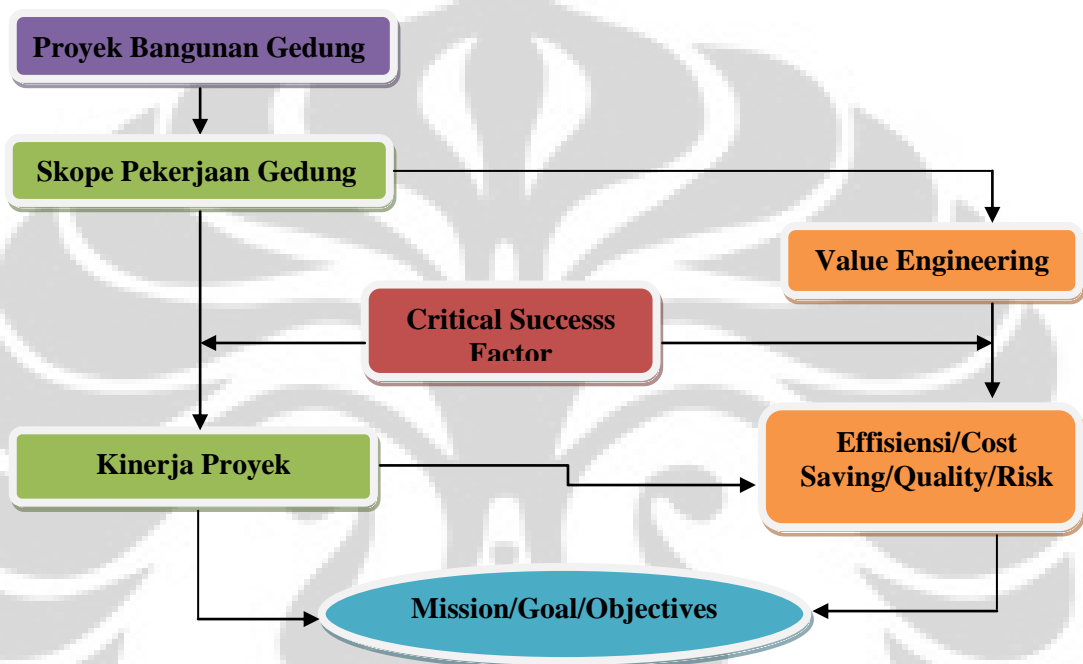 Proyek Bangunan Gedung
Skope Pekerjaan Gedung
Value Engineering
Critical Successs
Factor
Kinerja Proyek
Effisiensi/Cost
Saving/Quality/Risk
Mission/Goal/Objectives